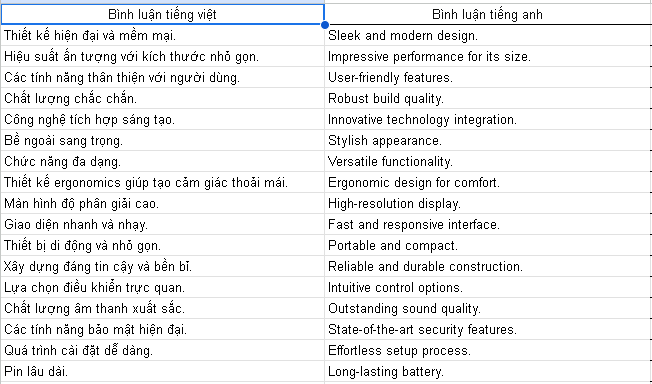 Bình luận tiếng việt Bình luận tiếng anh
Thiết kế hiện đại và mềm mại. Sleek and modern design.
Hiệu suất ấn tượng với kích thước nhỏ gọn. Impressive performance for its size.
Các tính năng thân thiện với người dùng. User-friendly features.
Chất lượng chắc chắn. Robust build quality.
Công nghệ tích hợp sáng tạo. Innovative technology integration.
Bề ngoài sang trọng. Stylish appearance.
Chức năng đa dạng. Versatile functionality.
Thiết kế ergonomics giúp tạo cảm giác thoải mái. Ergonomic design for comfort.
Màn hình độ phân giải cao. High-resolution display.
Giao diện nhanh và nhạy. Fast and responsive interface.
Thiết bị di động và nhỏ gọn. Portable and compact.
Xây dựng đáng tin cậy và bền bỉ. Reliable and durable construction.
Lựa chọn điều khiển trực quan. Intuitive control options.
Chất lượng âm thanh xuất sắc. Outstanding sound quality.
Các tính năng bảo mật hiện đại. State-of-the-art security features.
Quá trình cài đặt dễ dàng. Effortless setup process.
Pin lâu dài. Long-lasting battery.